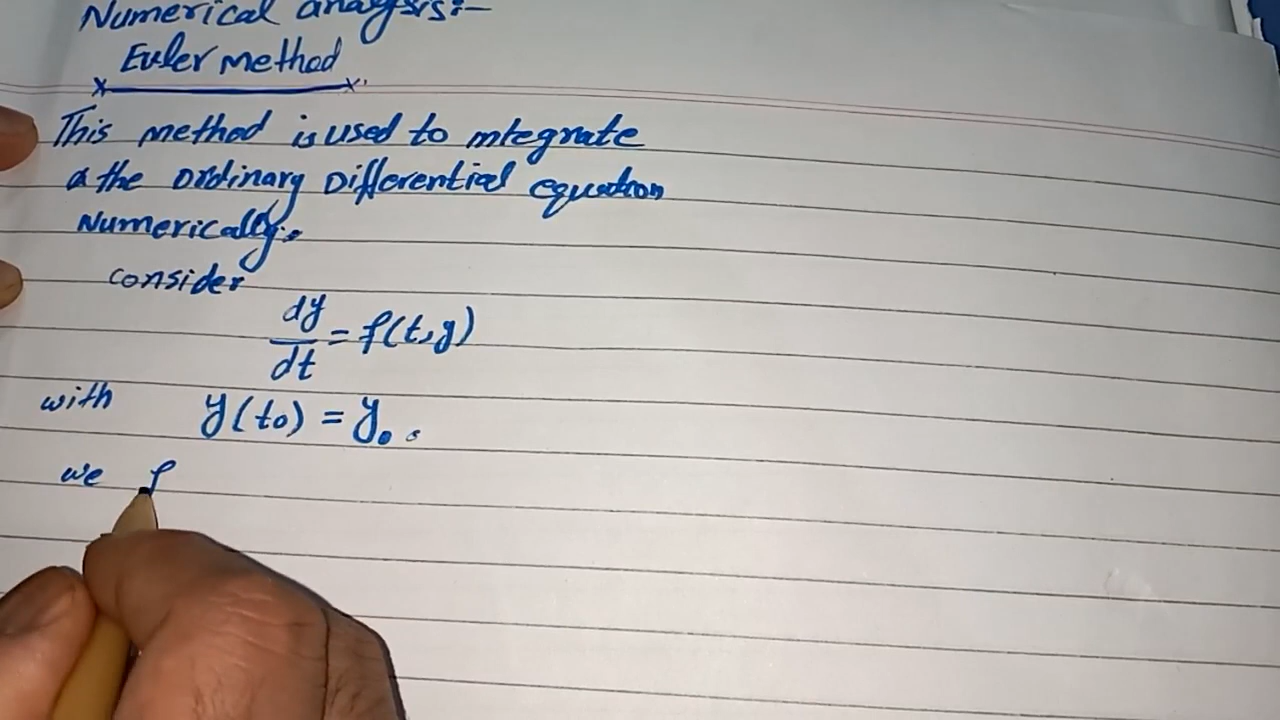 Numerical analysis:-
Euler method
This method is used to integrate
the ordinary Differential equation
Numerically.
consider
dy/dt = f(t,y)
with y(to) = y0.
we f